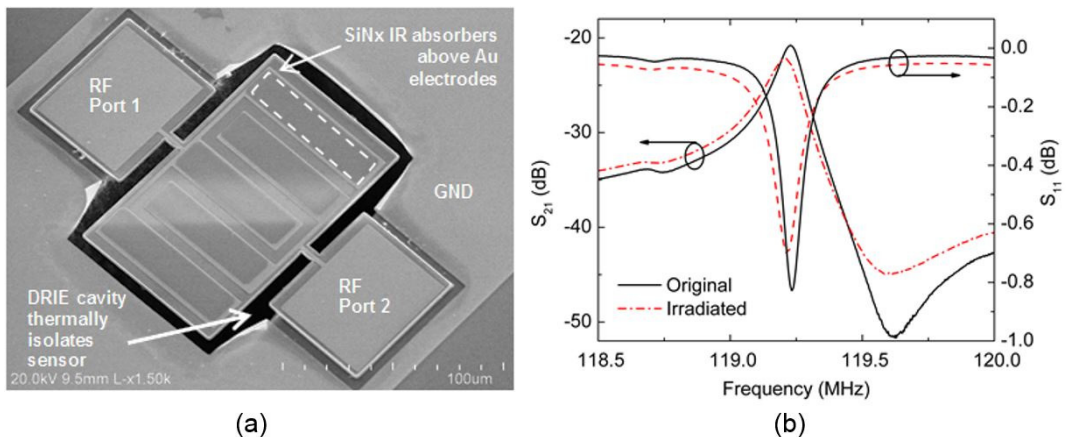 SiNx IR absorbers
above Au
electrodes
RF
Port 1
GND
RF
Port 2
DRIE cavity
thermally
isolates
sensor
20.0kV 9.5mm L-x1.50k
100um
(a)
-20
-30
-40
-50
S21 (dB)
0.0
-0.2
-0.4
-0.6
-0.8
-1.0
S11 (dB)
Original
Irradiated
118.5
119.0
119.5
120.0
Frequency (MHz)
(b)